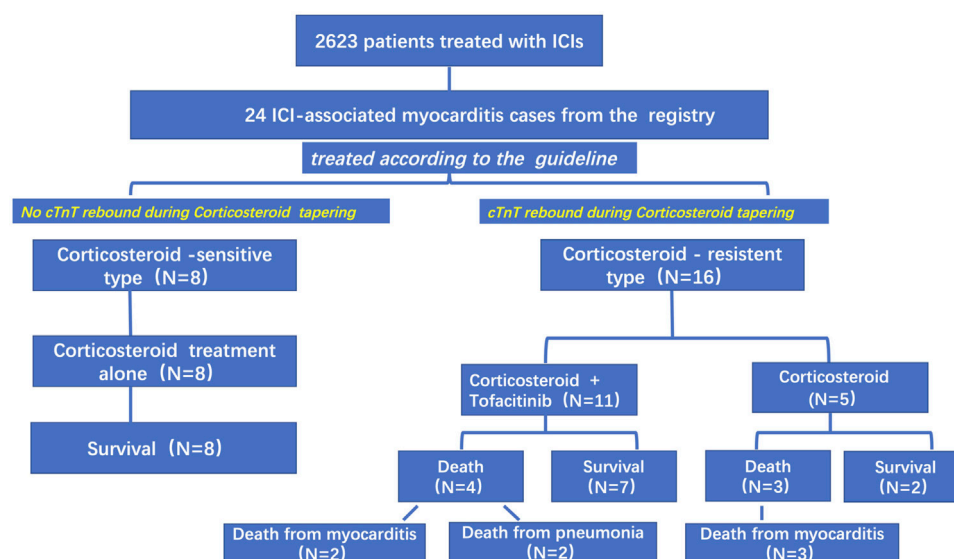 2623 patients treated with ICIs
24 ICI-associated myocarditis cases from the registry
treated according to the guideline
No cTnT rebound during Corticosteroid tapering
cTnT rebound during Corticosteroid tapering
Corticosteroid -sensitive
type (N=8)
Corticosteroid - resistent
type (N=16)
Corticosteroid treatment
alone (N=8)
Corticosteroid +
Tofacitinib (N=11)
Corticosteroid
(N=5)
Survival (N=8)
Death
(N=4)
Survival
(N=7)
Death
(N=3)
Survival
(N=2)
Death from myocarditis
(N=2)
Death from pneumonia
(N=2)
Death from myocarditis
(N=3)